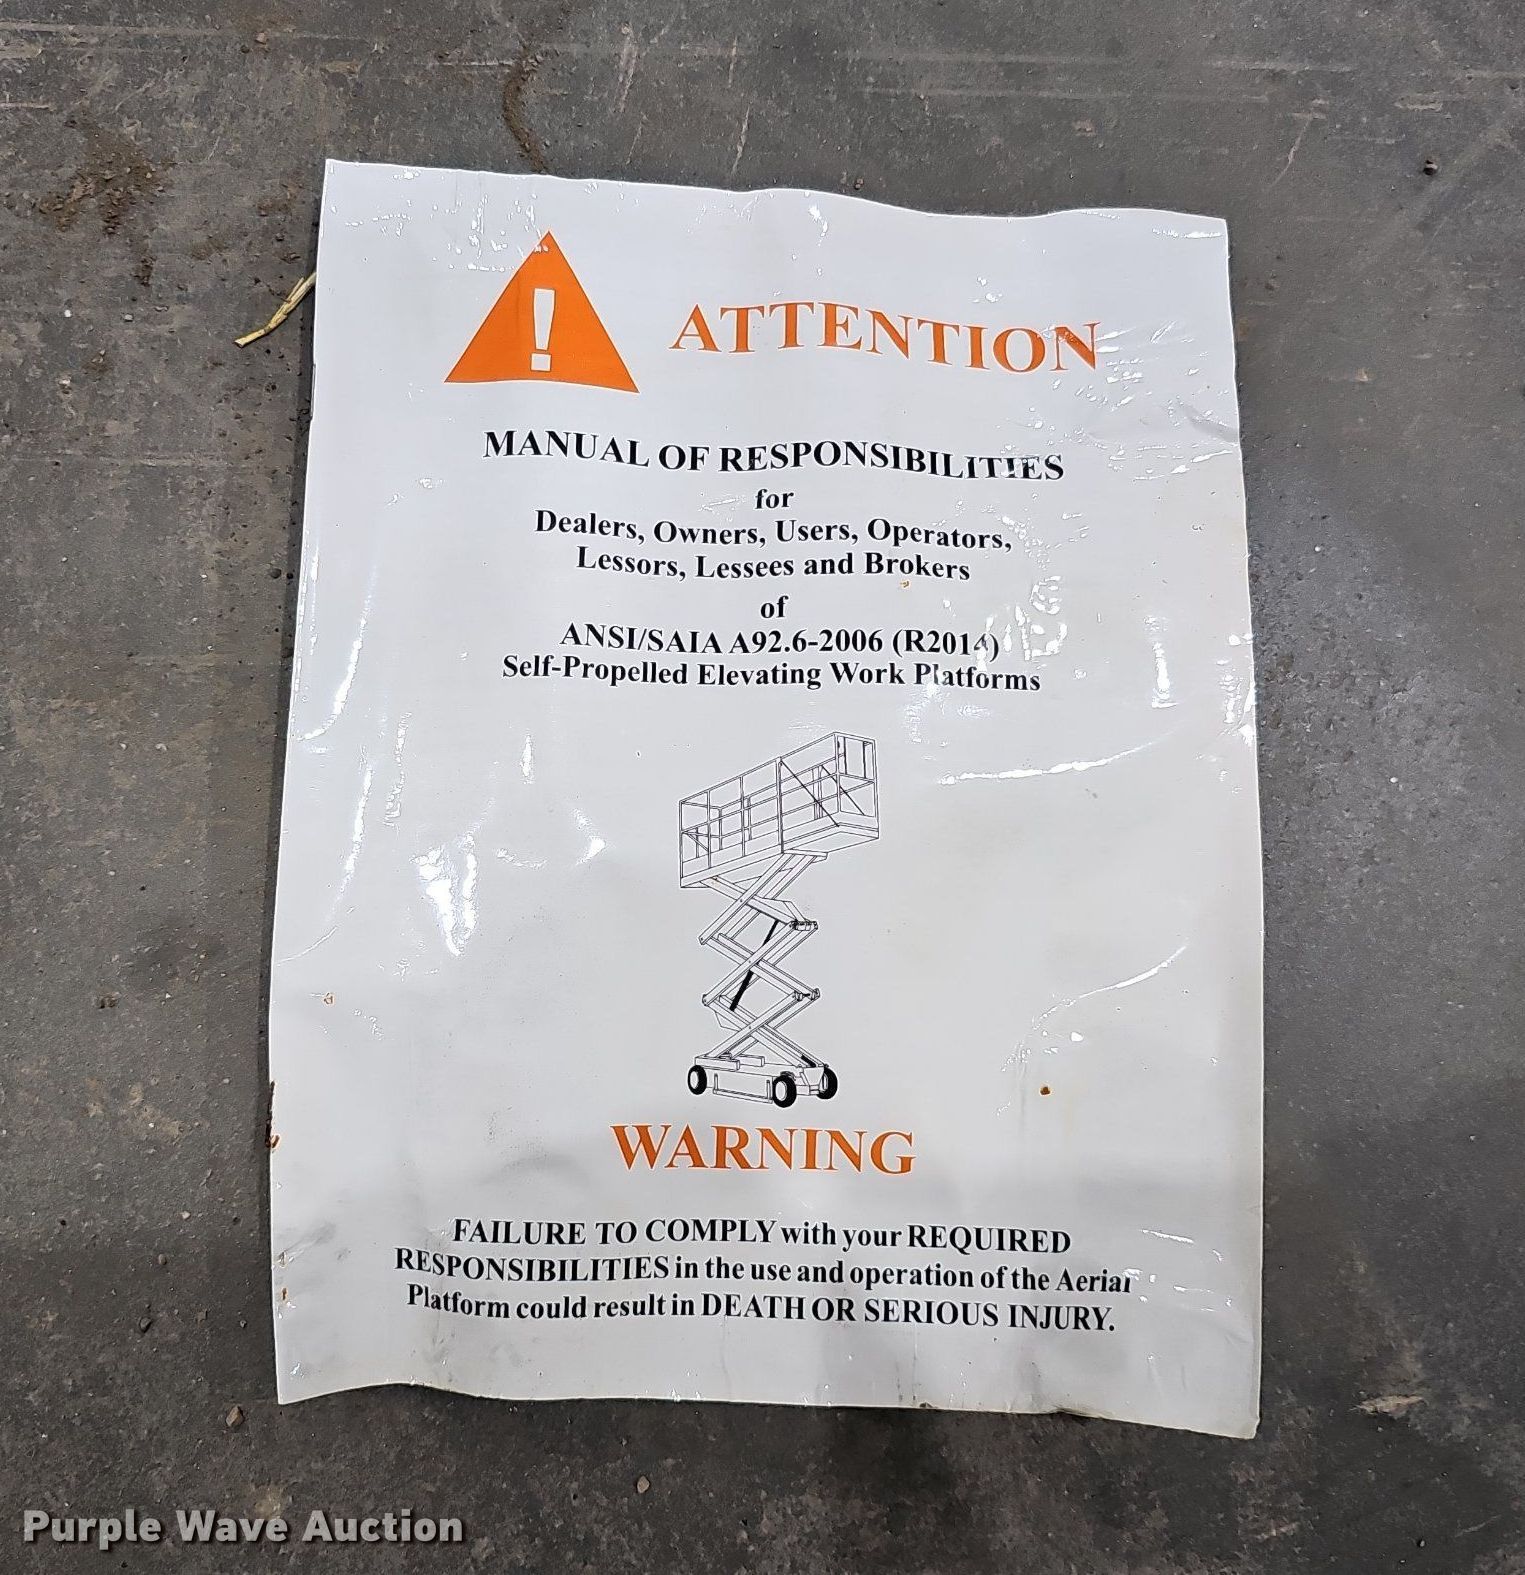 ATTENTION
MANUAL OF RESPONSIBILITIES
for
Dealers, Owners, Users, Operators,
Lessors, Lessees and Brokers
of
ANSI/SAIA A92.6-2006 (R2014)
Self-Propelled Elevating Work Platforms
WARNING
FAILURE TO COMPLY with your REQUIRED
RESPONSIBILITIES in the use and operation of the Aerial
Platform could result in DEATH OR SERIOUS INJURY.
Purple Wave Auction